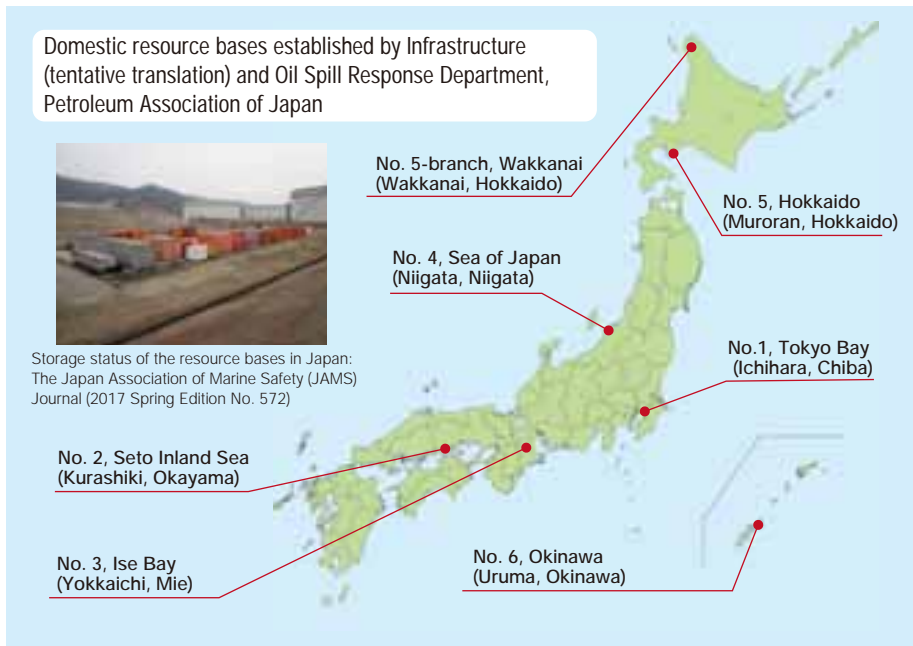 Domestic resource bases established by Infrastructure
(tentative translation) and Oil Spill Response Department,
Petroleum Association of Japan
No. 5-branch, Wakkanai
(Wakkanai, Hokkaido)
No. 5, Hokkaido
(Muroran, Hokkaido)
No. 4, Sea of Japan
(Niigata, Niigata)
Storage status of the resource bases in Japan:
The Japan Association of Marine Safety (JAMS)
Journal (2017 Spring Edition No. 572)
No.1, Tokyo Bay
(Ichihara, Chiba)
No. 2, Seto Inland Sea
(Kurashiki, Okayama)
No. 3, Ise Bay
(Yokkaichi, Mie)
No. 6, Okinawa
(Uruma, Okinawa)